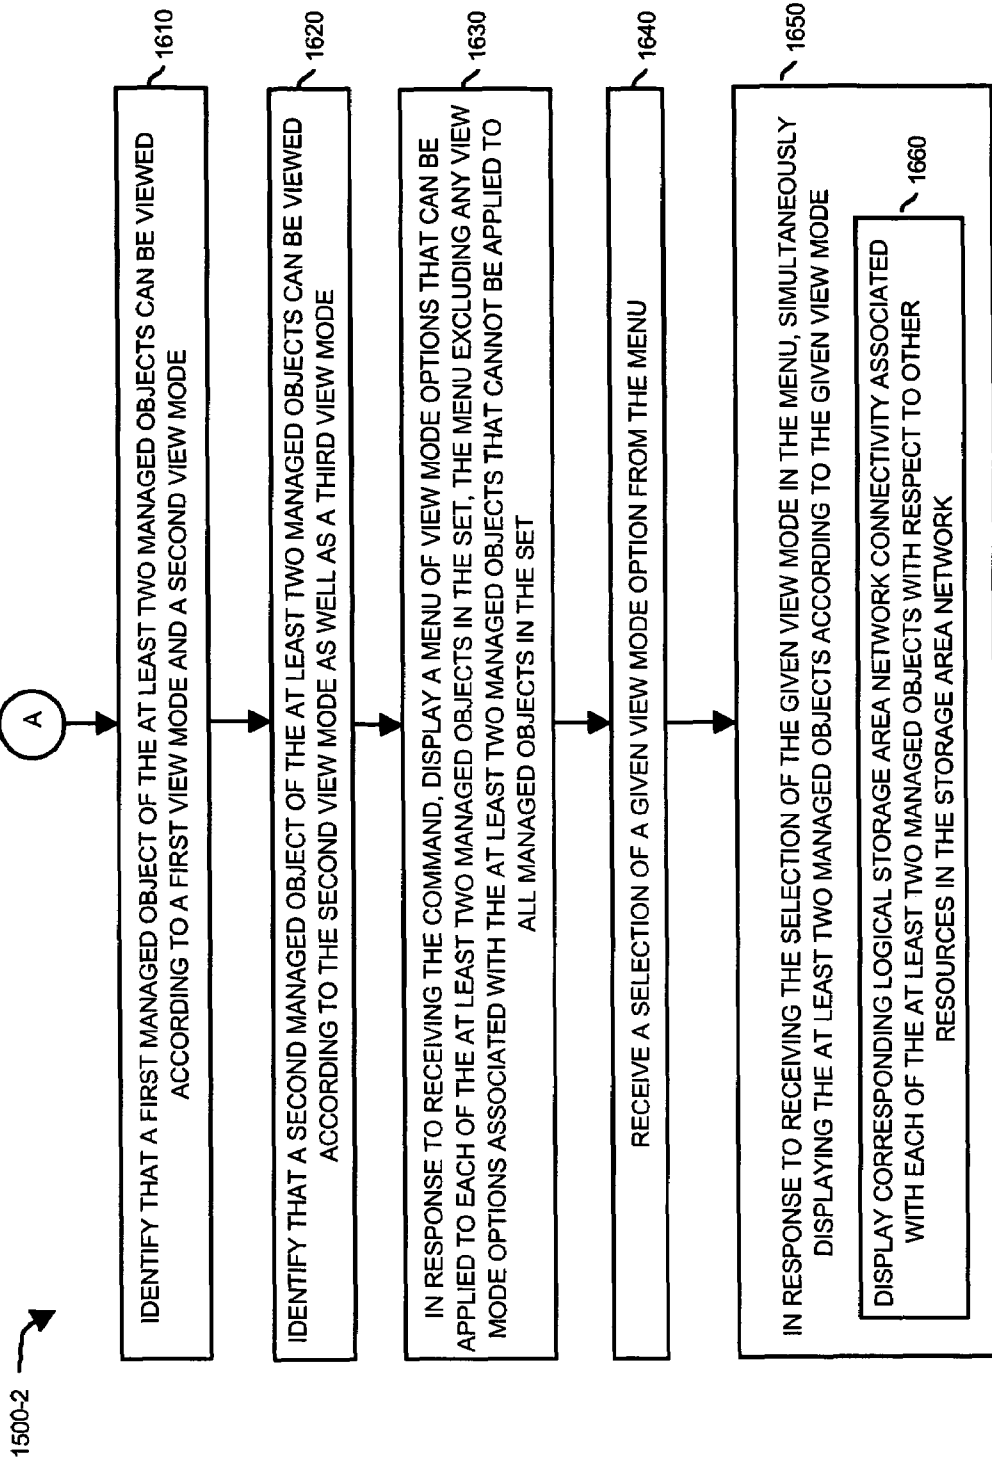 1500-2
A
1610
IDENTIFY THAT A FIRST MANAGED OBJECT OF THE AT LEAST TWO MANAGED OBJECTS CAN BE VIEWED
ACCORDING TO A FIRST VIEW MODE AND A SECOND VIEW MODE
1620
IDENTIFY THAT A SECOND MANAGED OBJECT OF THE AT LEAST TWO MANAGED OBJECTS CAN BE VIEWED
ACCORDING TO THE SECOND VIEW MODE AS WELL AS A THIRD VIEW MODE
1630
IN RESPONSE TO RECEIVING THE COMMAND, DISPLAY A MENU OF VIEW MODE OPTIONS THAT CAN BE
APPLIED TO EACH OF THE AT LEAST TWO MANAGED OBJECTS IN THE SET, THE MENU EXCLUDING ANY VIEW
MODE OPTIONS ASSOCIATED WITH THE AT LEAST TWO MANAGED OBJECTS THAT CANNOT BE APPLIED TO
ALL MANAGED OBJECTS IN THE SET
1640
RECEIVE A SELECTION OF A GIVEN VIEW MODE OPTION FROM THE MENU
1650
IN RESPONSE TO RECEIVING THE SELECTION OF THE GIVEN VIEW MODE IN THE MENU, SIMULTANEOUSLY
DISPLAYING THE AT LEAST TWO MANAGED OBJECTS ACCORDING TO THE GIVEN VIEW MODE
1660
DISPLAY CORRESPONDING LOGICAL STORAGE AREA NETWORK CONNECTIVITY ASSOCIATED
WITH EACH OF THE AT LEAST TWO MANAGED OBJECTS WITH RESPECT TO OTHER
RESOURCES IN THE STORAGE AREA NETWORK